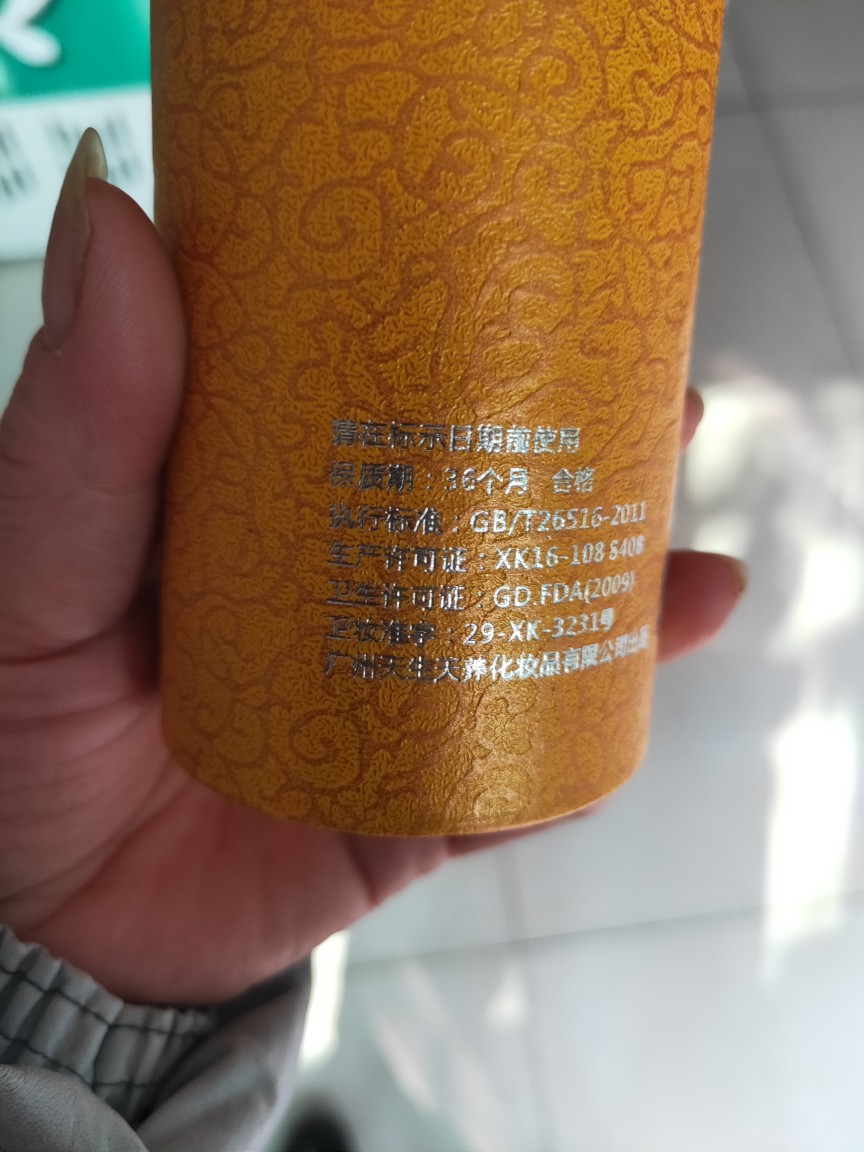 请在标示日期前使用
保质期：36个月 合格
执行标准：GB/T26516-2011
生产许可证：XK16-108 8408
卫生许可证：GD.FDA(2009)
卫妆准字：29-XK-3231号
广州天生天养化妆品有限公司出品